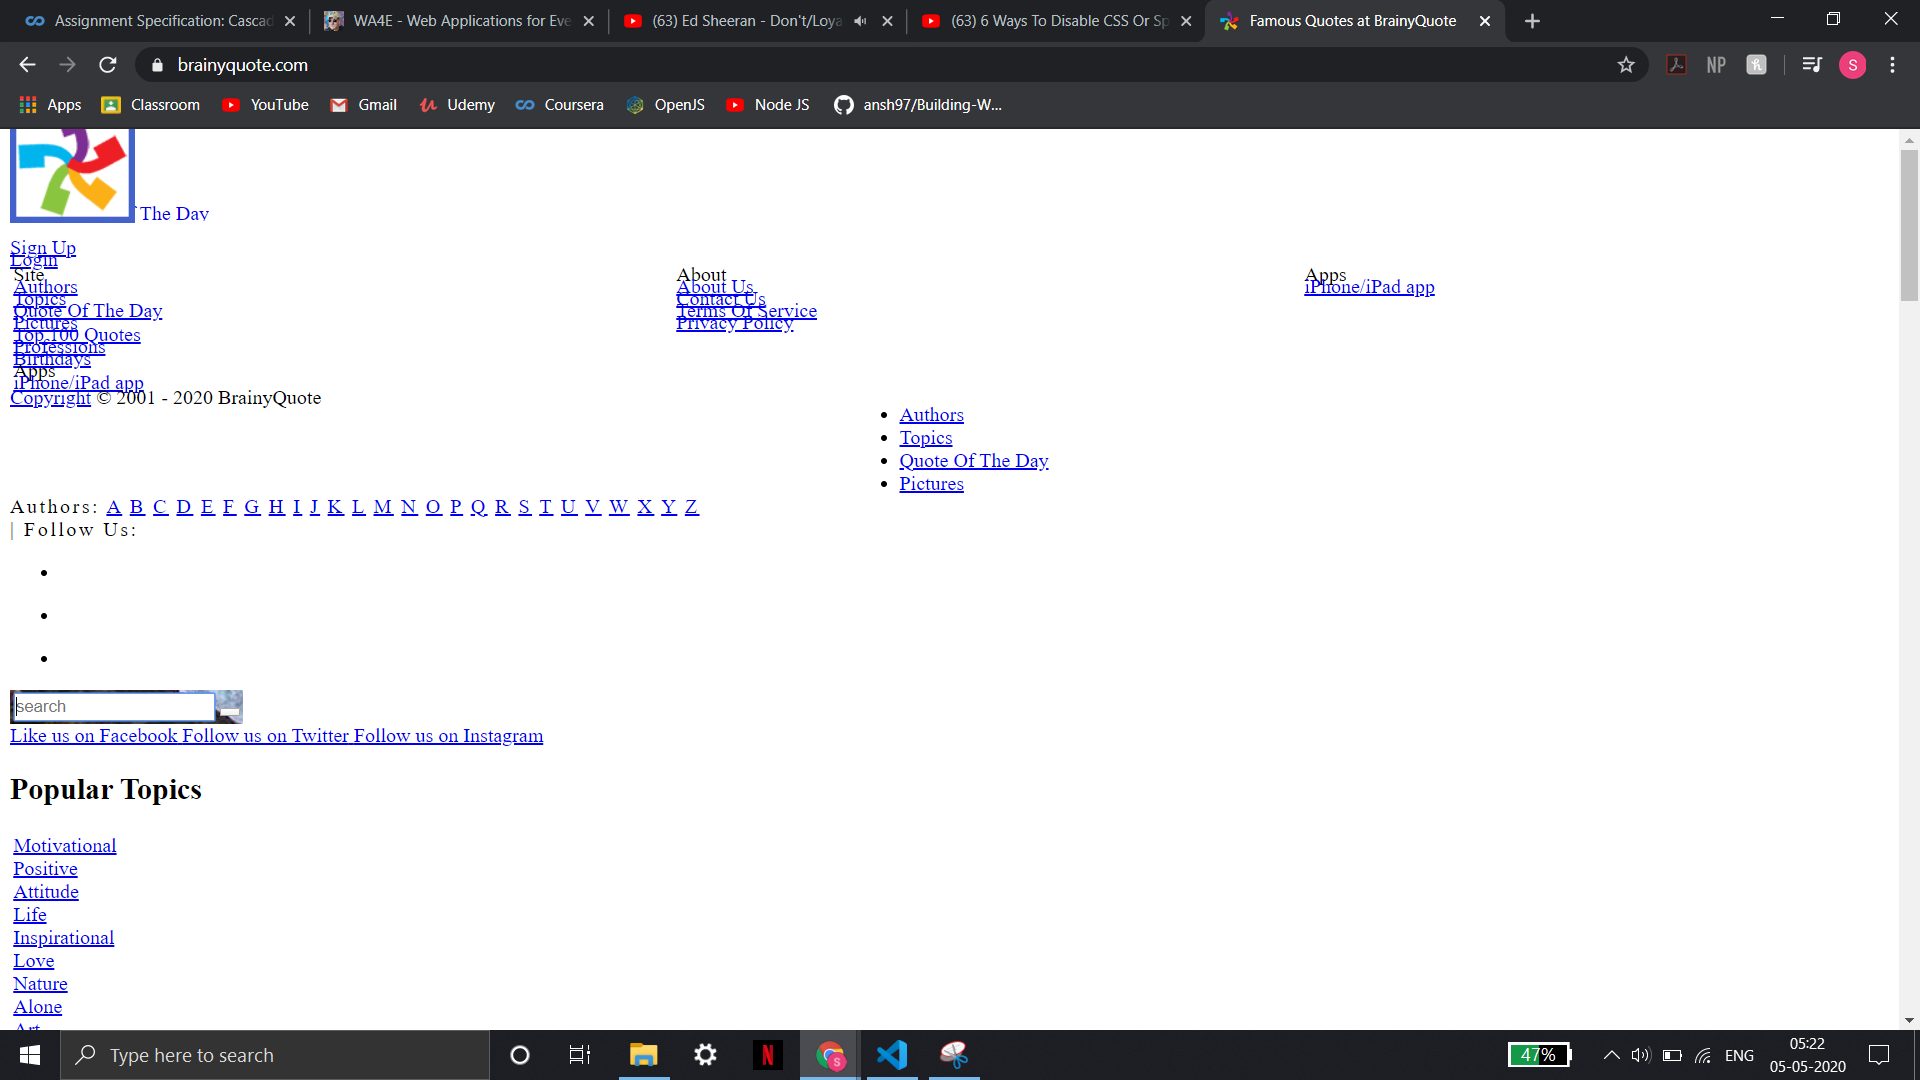 Assignment Specification: Cascad
WA4E - Web Applications for Eve
(63) Ed Sheeran - Don't/Loya
(63) 6 Ways To Disable CSS Or Sp
Famous Quotes at BrainyQuote
brainyquote.com
NP
S
Apps Classroom YouTube Gmail Udemy Coursera OpenJS Node JS ansh97/Building-W...
The Day
Sign Up
Login
Site
Authors
Topics
Quote Of The Day
Pictures
Top 100 Quotes
Professions
Birthdays
Apps
iPhone/iPad app
About
About Us
Contact Us
Terms Of Service
Privacy Policy
Apps
iPhone/iPad app
Copyright © 2001 - 2020 BrainyQuote
Authors
Topics
Quote Of The Day
Pictures
Authors: A B C D E F G H I J K L M N O P Q R S T U V W X Y Z
| Follow Us:
search
Like us on Facebook Follow us on Twitter Follow us on Instagram
Popular Topics
Motivational
Positive
Attitude
Life
Inspirational
Love
Nature
Alone
Art
Type here to search
N
S
47%
ENG
05:22
05-05-2020